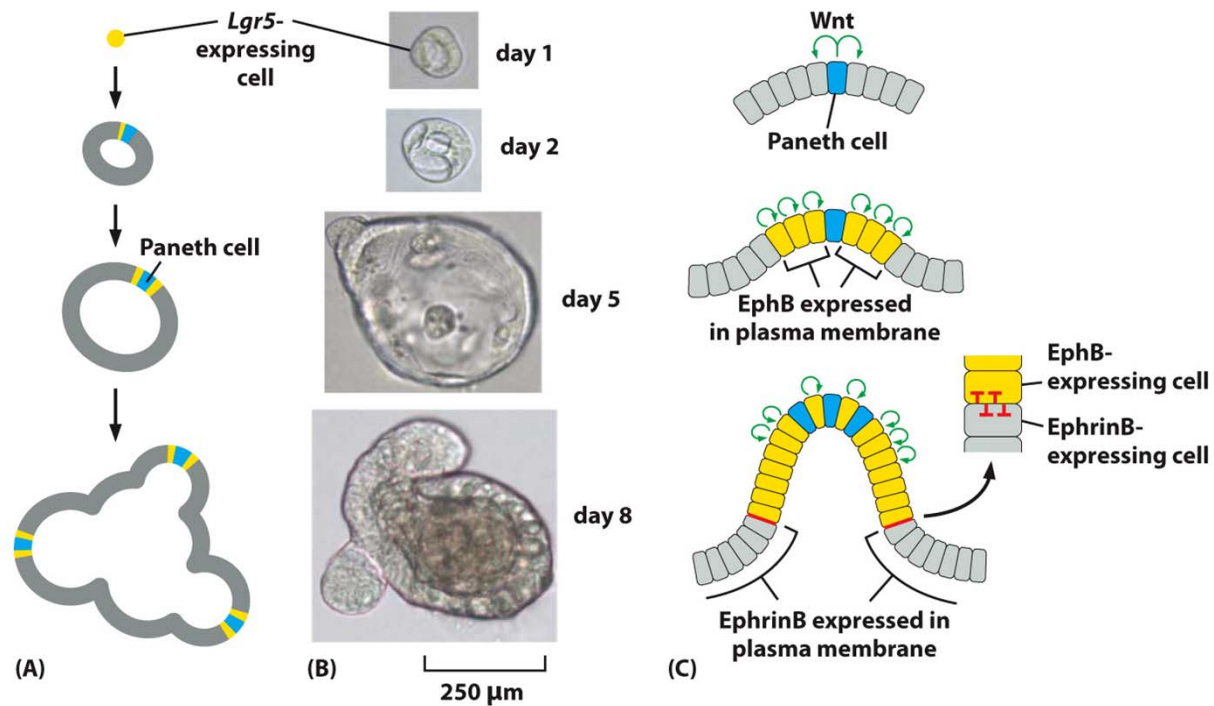 Lgr5-
expressing
cell
Paneth cell
(A)
day 1
day 2
day 5
day 8
(B)
250 μm
Wnt
Paneth cell
EphB expressed
in plasma membrane
EphB-
expressing cell
EphrinB-
expressing cell
EphrinB expressed in
plasma membrane
(C)